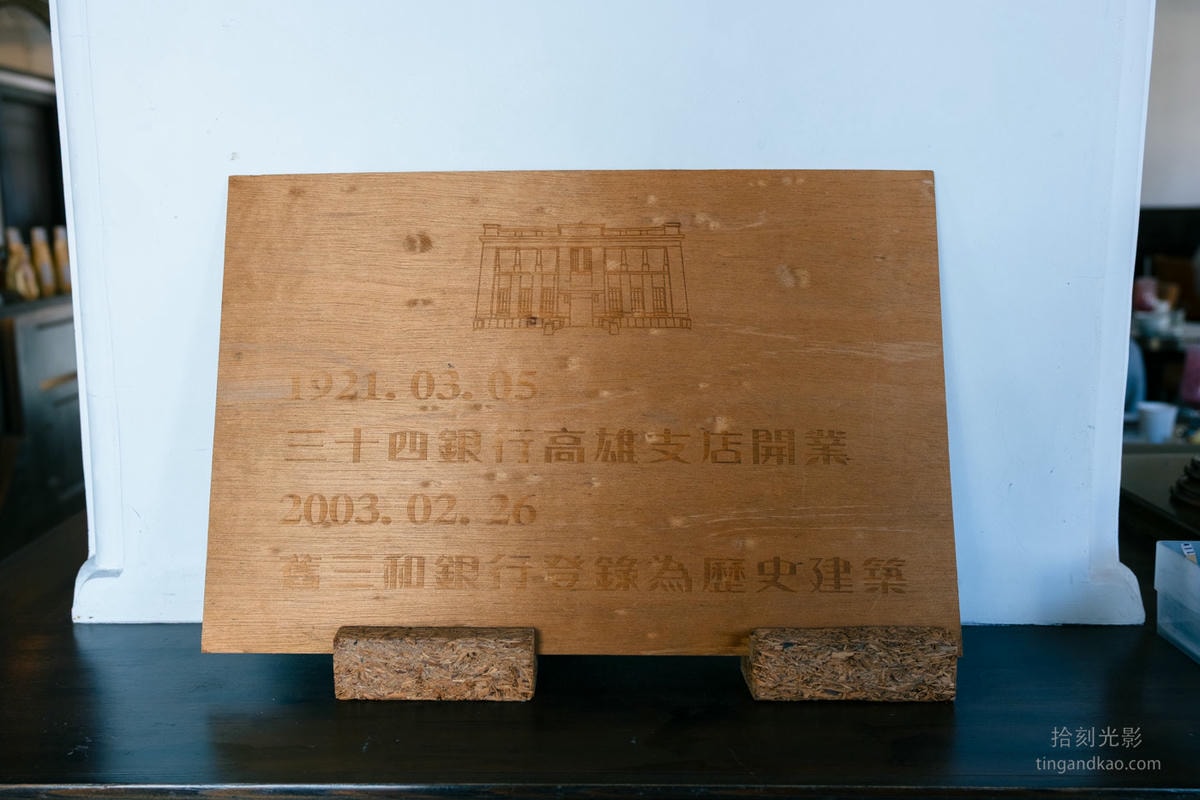 1921. 03. 05
三十四銀行高雄支店開業
2003. 02. 26
舊三和銀行登錄為歷史建築
拾刻光影
tingandkao.com